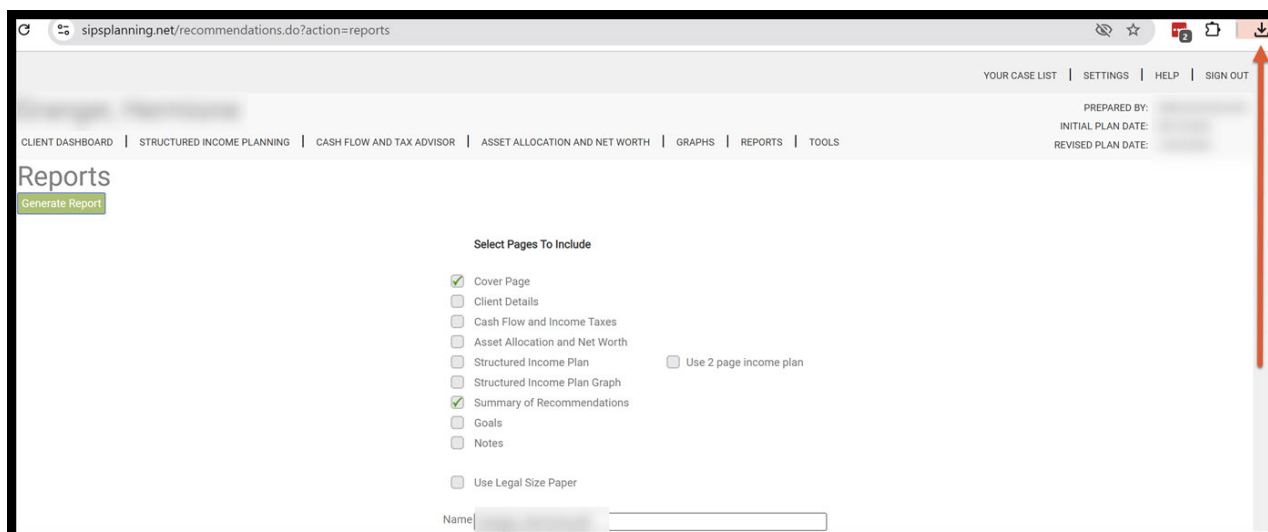 sipsplanning.net/recommendations.do?action=reports
2
YOUR CASE LIST | SETTINGS | HELP | SIGN OUT
PREPARED BY:
INITIAL PLAN DATE:
REVISED PLAN DATE:
CLIENT DASHBOARD | STRUCTURED INCOME PLANNING | CASH FLOW AND TAX ADVISOR | ASSET ALLOCATION AND NET WORTH | GRAPHS | REPORTS | TOOLS
Reports
Generate Report
Select Pages To Include
Cover Page
Client Details
Cash Flow and Income Taxes
Asset Allocation and Net Worth
Structured Income Plan Use 2 page income plan
Structured Income Plan Graph
Summary of Recommendations
Goals
Notes
Use Legal Size Paper
Name